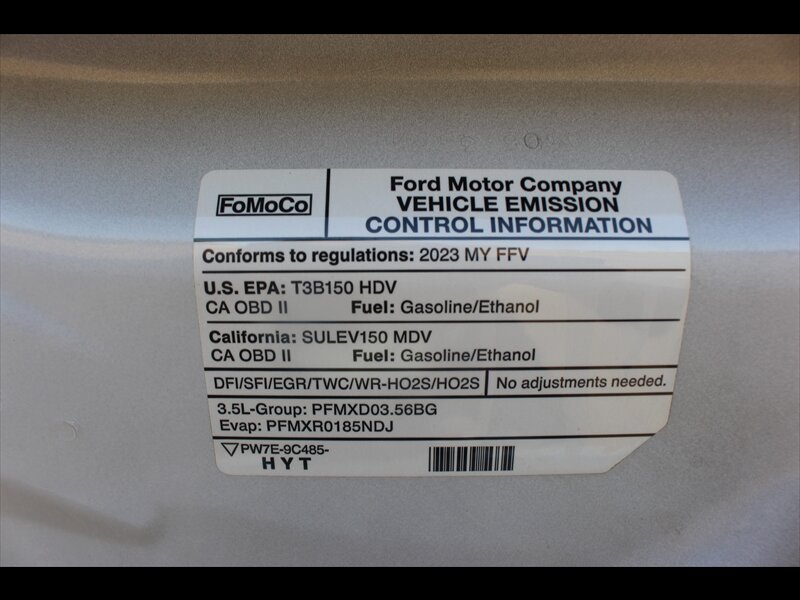 FoMoCo
Ford Motor Company
VEHICLE EMISSION
CONTROL INFORMATION
Conforms to regulations: 2023 MY FFV
U.S. EPA: T3B150 HDV
CA OBD II Fuel: Gasoline/Ethanol
California: SULEV150 MDV
CA OBD II Fuel: Gasoline/Ethanol
DFI/SFI/EGR/TWC/WR-HO2S/HO2S No adjustments needed.
3.5L-Group: PFMXD03.56BG
Evap: PFMXR0185NDJ
PW7E-9C485-
HYT